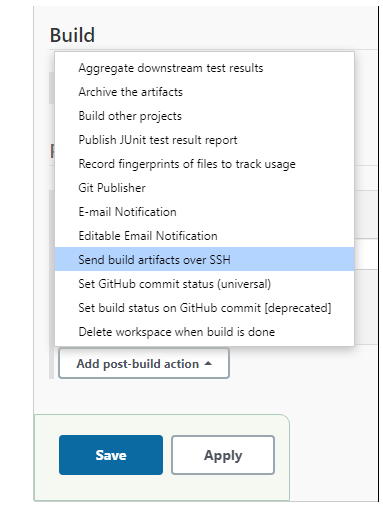 Build
Aggregate downstream test results
Archive the artifacts
Build other projects
Publish JUnit test result report
Record fingerprints of files to track usage
Git Publisher
E-mail Notification
Editable Email Notification
Send build artifacts over SSH
Set GitHub commit status (universal)
Set build status on GitHub commit [deprecated]
Delete workspace when build is done
Add post-build action
Save
Apply